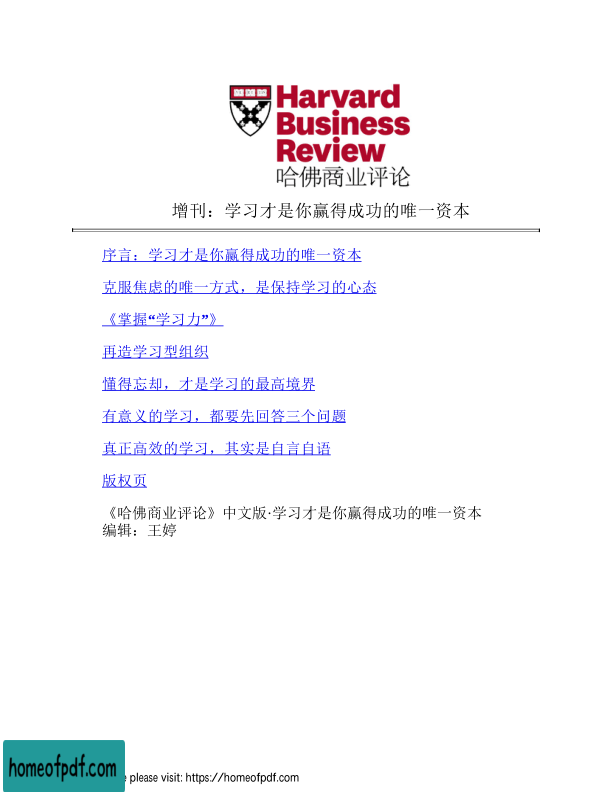 Harvard
Business
Review
哈佛商业评论
增刊：学习才是你赢得成功的唯一资本
序言：学习才是你赢得成功的唯一资本
克服焦虑的唯一方式，是保持学习的心态
《掌握“学习力”》
再造学习型组织
懂得忘却，才是学习的最高境界
有意义的学习，都要先回答三个问题
真正高效的学习，其实是自言自语
版权页
《哈佛商业评论》中文版·学习才是你赢得成功的唯一资本
编辑：王婷
homeofpdf.com
please visit: https://homeofpdf.com